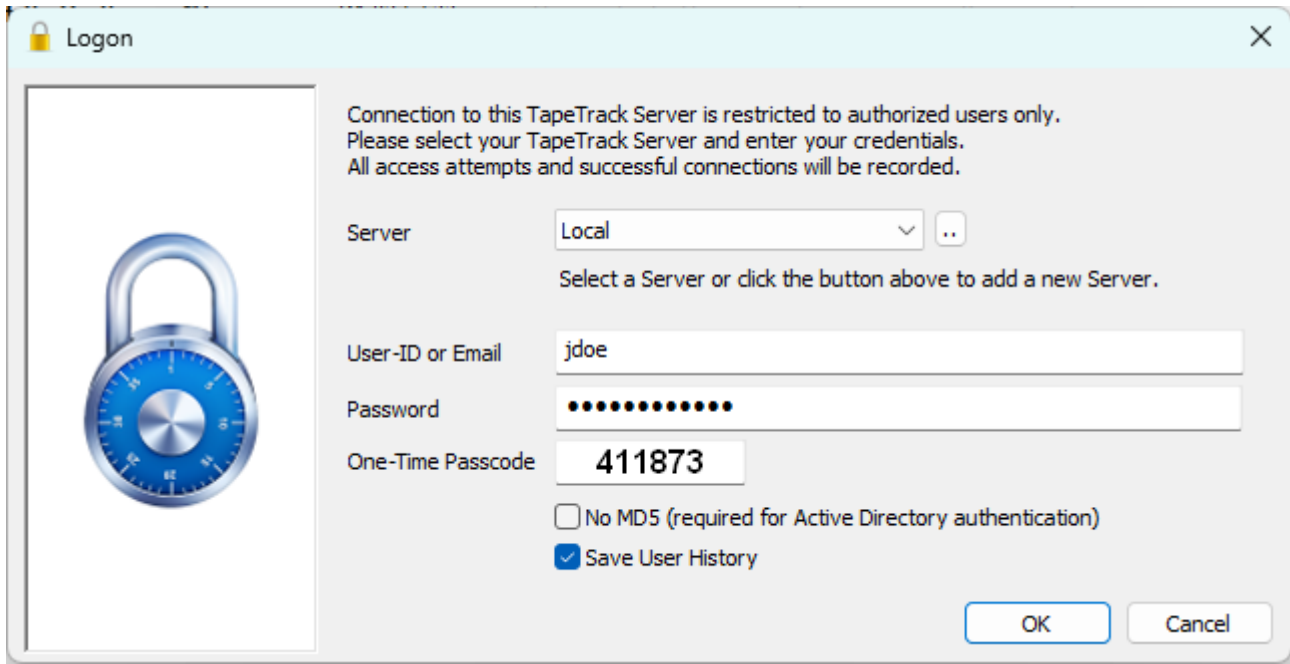 Logon
Connection to this TapeTrack Server is restricted to authorized users only.
Please select your TapeTrack Server and enter your credentials.
All access attempts and successful connections will be recorded.
Server
Local
..
Select a Server or click the button above to add a new Server.
User-ID or Email
jdoe
Password
••••••••••••
One-Time Passcode
411873
No MD5 (required for Active Directory authentication)
Save User History
OK
Cancel